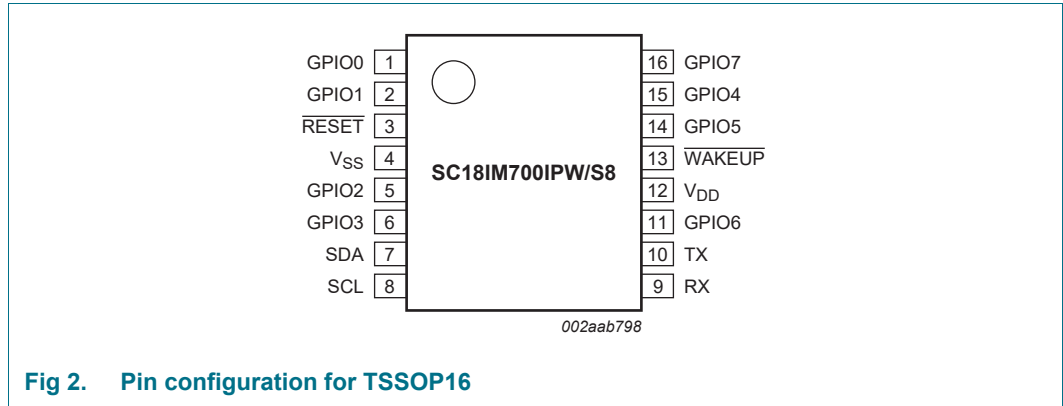 GPIO0 1
GPIO1 2
RESET 3
VSS 4
GPIO2 5
GPIO3 6
SDA 7
SCL 8
SC18IM700IPW/S8
16 GPIO7
15 GPIO4
14 GPIO5
13 WAKEUP
12 VDD
11 GPIO6
10 TX
9 RX
002aab798
Fig 2. Pin configuration for TSSOP16